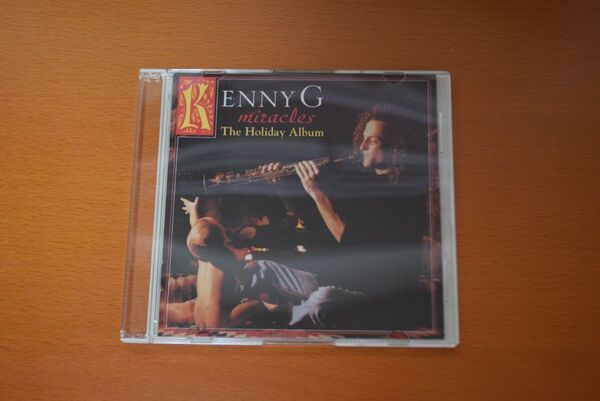 KENNY G
miracles
The Holiday Album